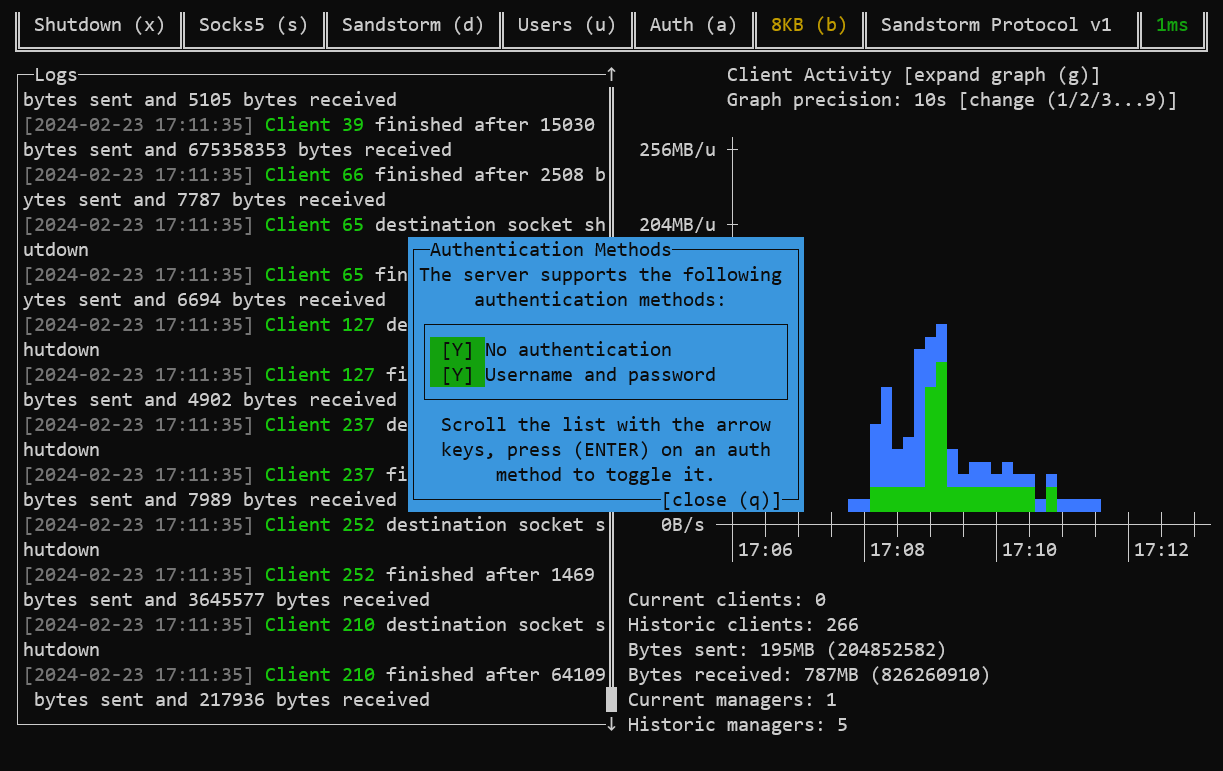 Shutdown (x) Socks5 (s) Sandstorm (d) Users (u) Auth (a) 8KB (b) Sandstorm Protocol v1 1ms
Logs
bytes sent and 5105 bytes received
[2024-02-23 17:11:35] Client 39 finished after 15030
bytes sent and 675358353 bytes received
[2024-02-23 17:11:35] Client 66 finished after 2508 b
ytes sent and 7787 bytes received
[2024-02-23 17:11:35] Client 65 destination socket sh
utdown
[2024-02-23 17:11:35] Client 65 fin
ytes sent and 6694 bytes received
[2024-02-23 17:11:35] Client 127 de
hutdown
[2024-02-23 17:11:35] Client 127 fi
bytes sent and 4902 bytes received
[2024-02-23 17:11:35] Client 237 de
hutdown
[2024-02-23 17:11:35] Client 237 fi
bytes sent and 7989 bytes received
[2024-02-23 17:11:35] Client 252 destination socket s
hutdown
[2024-02-23 17:11:35] Client 252 finished after 1469
bytes sent and 3645577 bytes received
[2024-02-23 17:11:35] Client 210 destination socket s
hutdown
[2024-02-23 17:11:35] Client 210 finished after 64109
bytes sent and 217936 bytes received
Authentication Methods
The server supports the following
authentication methods:
[Y] No authentication
[Y] Username and password
Scroll the list with the arrow
keys, press (ENTER) on an auth
method to toggle it.
[close (q)]
Client Activity [expand graph (g)]
Graph precision: 10s [change (1/2/3...9)]
256MB/u
204MB/u
0B/s
17:06 17:08 17:10 17:12
Current clients: 0
Historic clients: 266
Bytes sent: 195MB (204852582)
Bytes received: 787MB (826260910)
Current managers: 1
Historic managers: 5